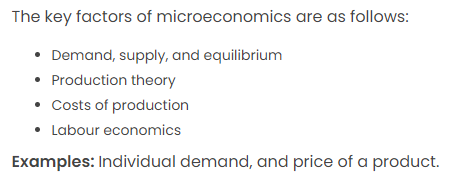 The key factors of microeconomics are as follows:
• Demand, supply, and equilibrium
• Production theory
• Costs of production
• Labour economics
Examples: Individual demand, and price of a product.